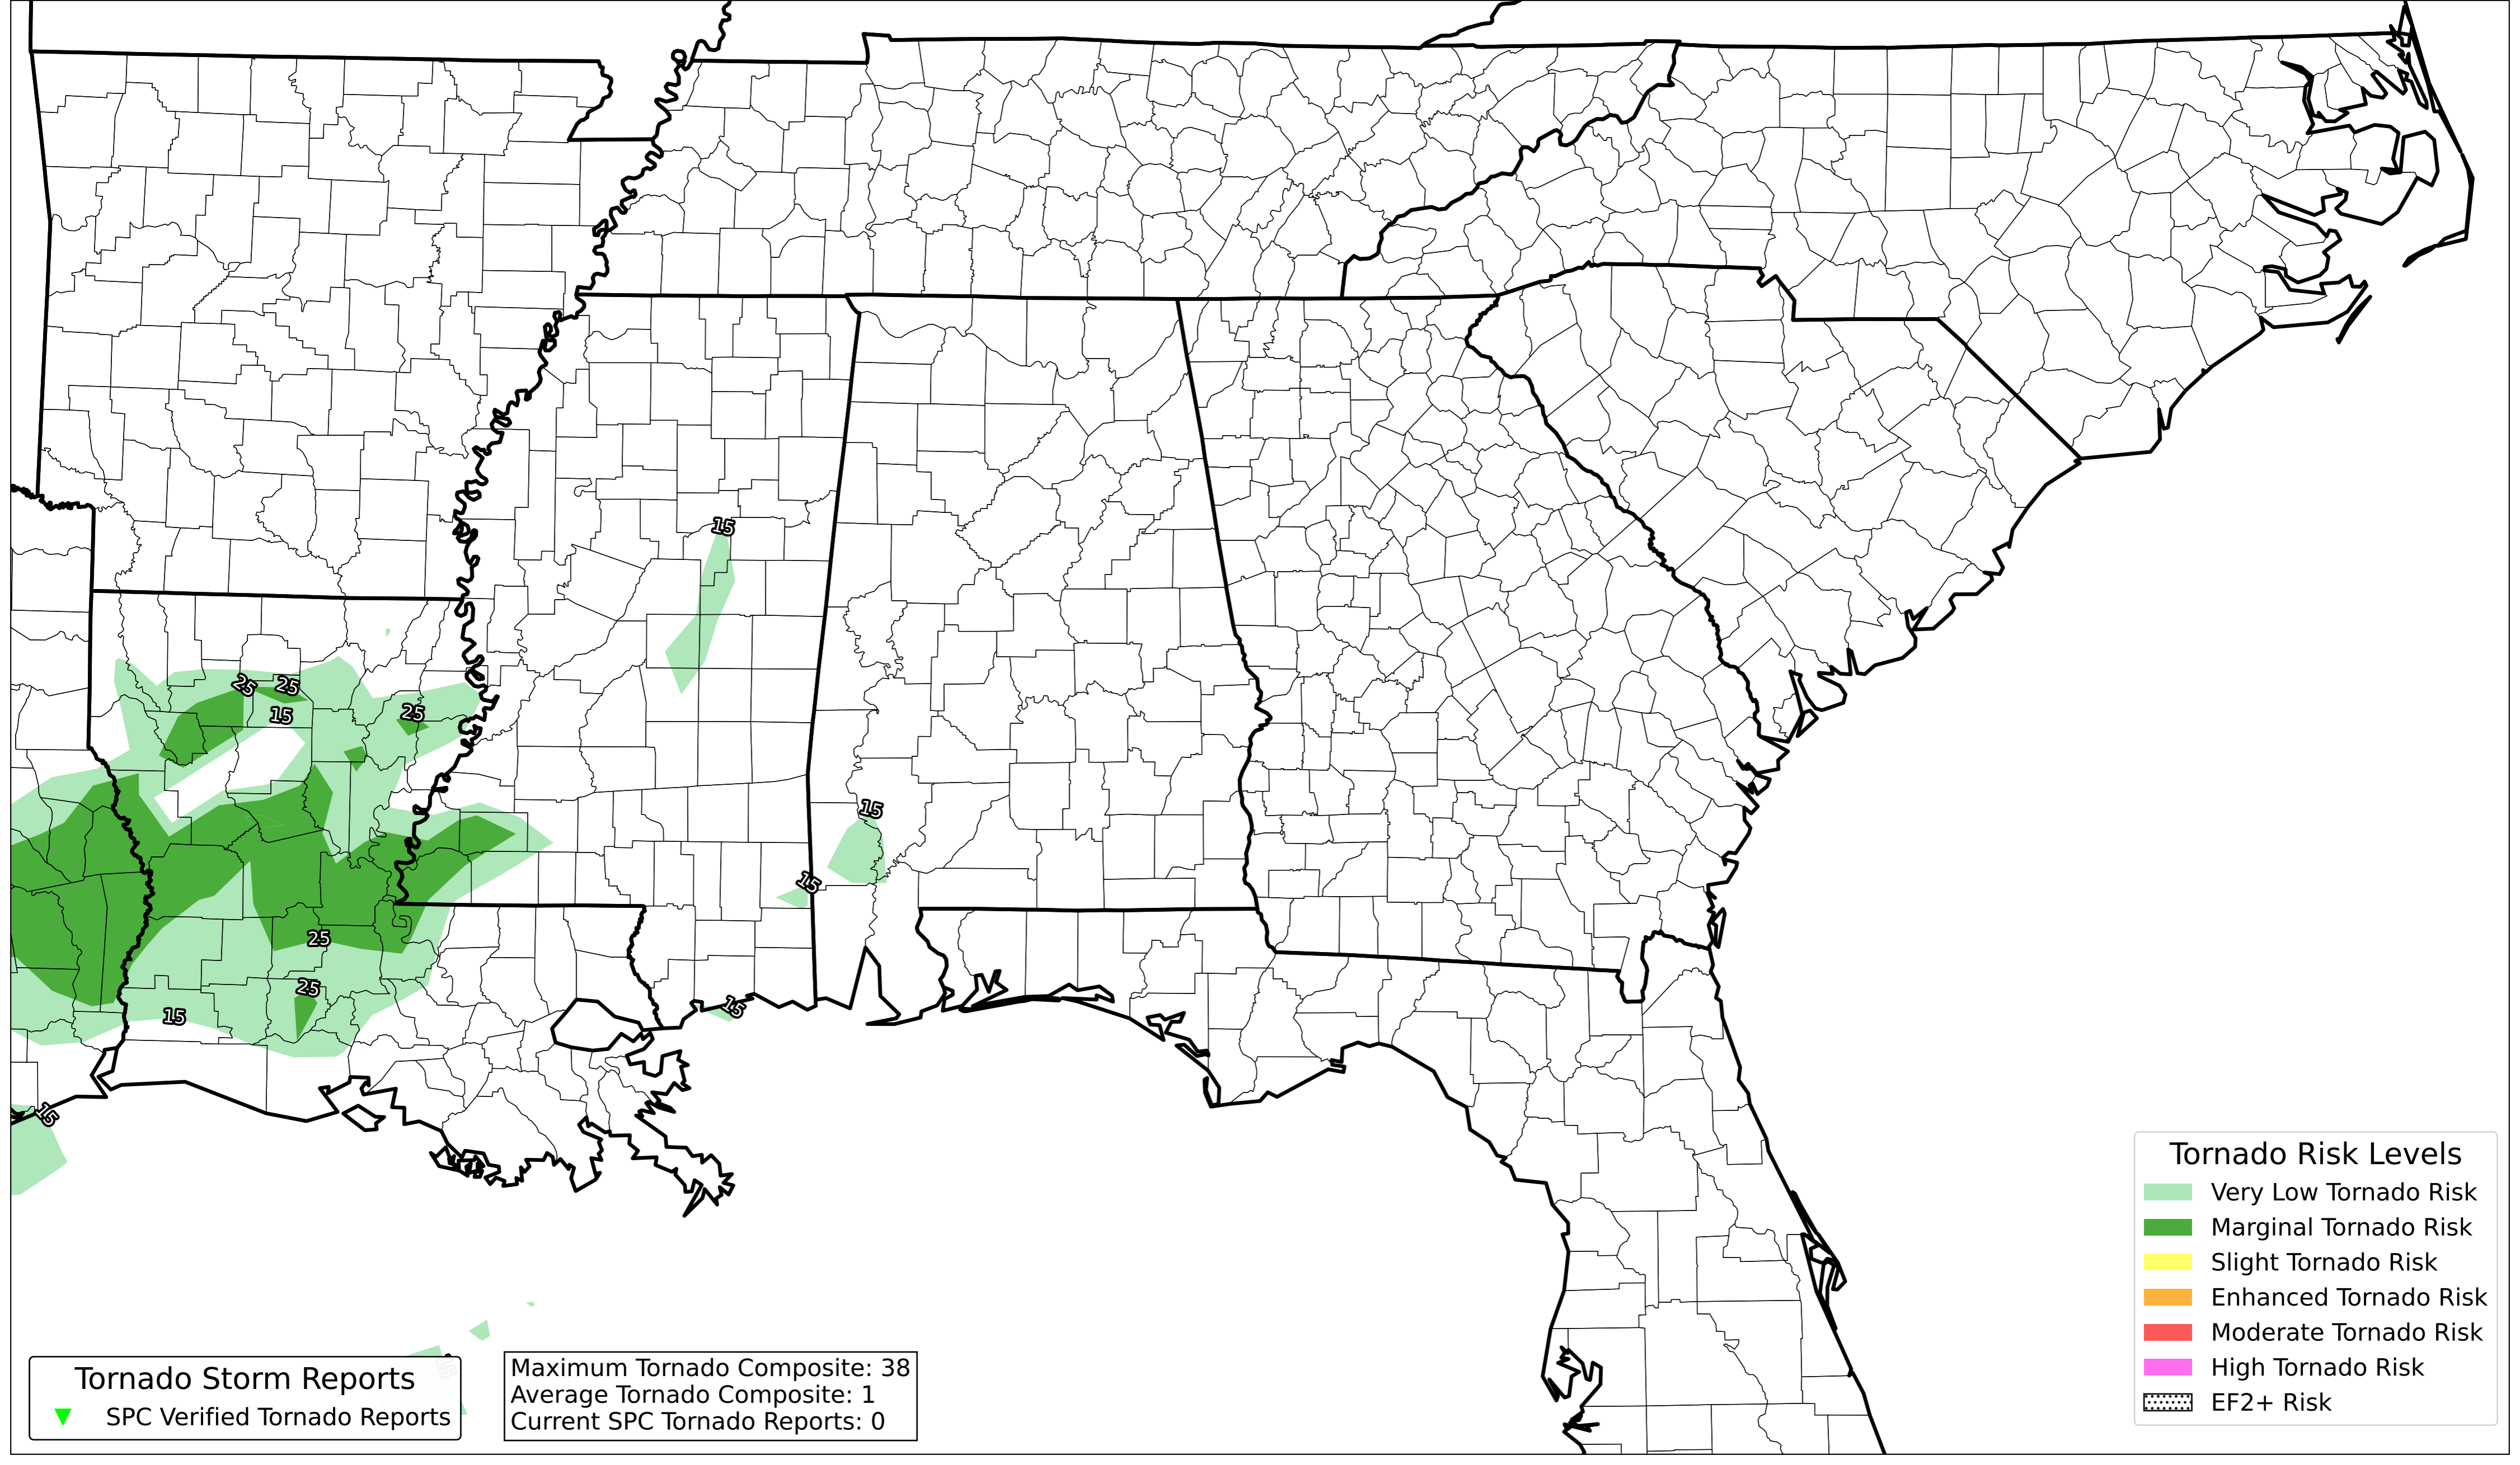 15
25
25
15
25
15
15
25
25
15
15
15
Tornado Risk Levels
Very Low Tornado Risk
Marginal Tornado Risk
Slight Tornado Risk
Enhanced Tornado Risk
Moderate Tornado Risk
High Tornado Risk
EF2+ Risk
Tornado Storm Reports
SPC Verified Tornado Reports
Maximum Tornado Composite: 38
Average Tornado Composite: 1
Current SPC Tornado Reports: 0